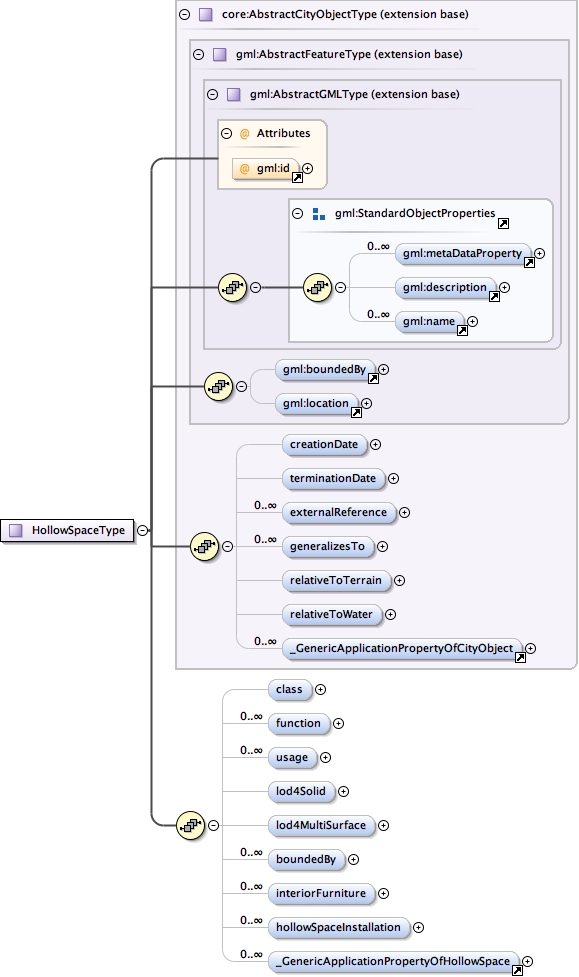 core:AbstractCityObjectType (extension base)
gml:AbstractFeatureType (extension base)
gml:AbstractGMLType (extension base)
@ Attributes
@ gml:id
gml:StandardObjectProperties
0..∞ gml:metaDataProperty
gml:description
0..∞ gml:name
gml:boundedBy
gml:location
creationDate
terminationDate
0..∞ externalReference
0..∞ generalizesTo
relativeToTerrain
relativeToWater
0..∞ _GenericApplicationPropertyOfCityObject
HollowSpaceType
class
0..∞ function
0..∞ usage
lod4Solid
lod4MultiSurface
0..∞ boundedBy
0..∞ interiorFurniture
0..∞ hollowSpaceInstallation
0..∞ _GenericApplicationPropertyOfHollowSpace